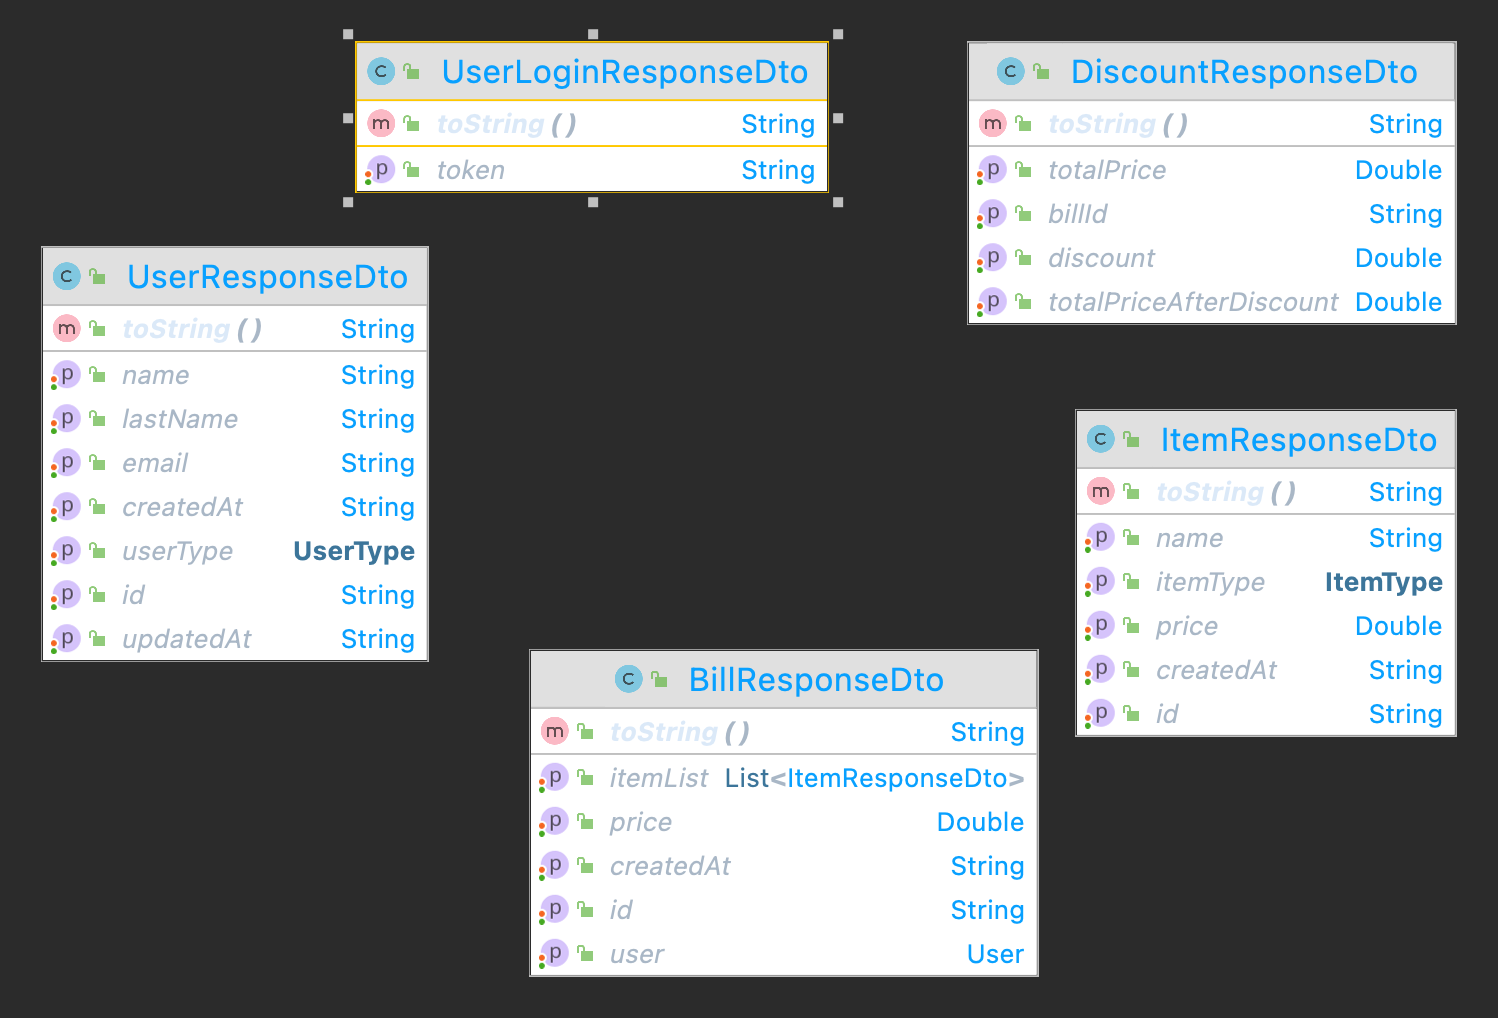 C UserLoginResponseDto
m toString() String
p token String
C DiscountResponseDto
m toString() String
p totalPrice Double
p billId String
p discount Double
p totalPriceAfterDiscount Double
C UserResponseDto
m toString() String
p name String
p lastName String
p email String
p createdAt String
p userType UserType
p id String
p updatedAt String
C ItemResponseDto
m toString() String
p name String
p itemType ItemType
p price Double
p createdAt String
p id String
C BillResponseDto
m toString() String
p itemList List<ItemResponseDto>
p price Double
p createdAt String
p id String
p user User